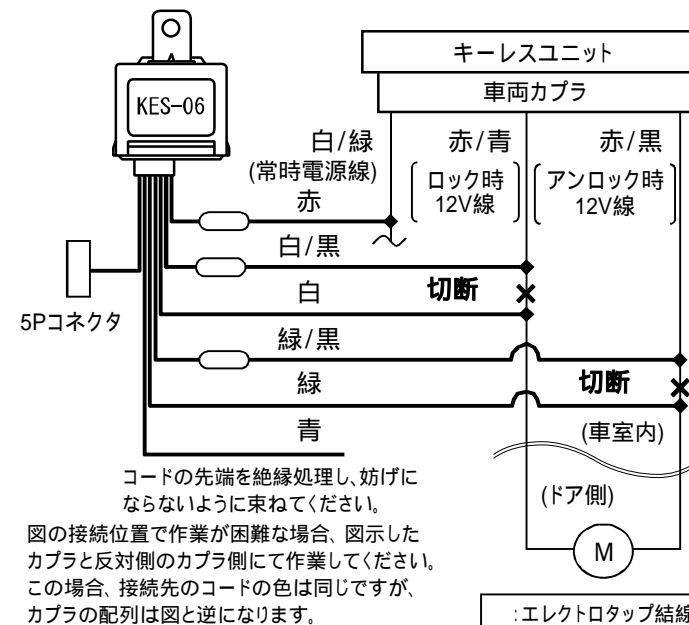 キーレスユニット
車両カプラ
KES-06
白/緑
(常時電源線)
赤/青
ロック時
12V線
赤/黒
アンロック時
12V線
赤
白/黒
白
切断
5Pコネクタ
緑/黒
緑
切断
青
(車室内)
コードの先端を絶縁処理し、妨げに
ならないように束ねてください。
(ドア側)
M
図の接続位置で作業が困難な場合、図示した
カプラと反対側のカプラ側にて作業してください。
この場合、接続先のコードの色は同じですが、
カプラの配列は図と逆になります。
:エレクトロタップ結線